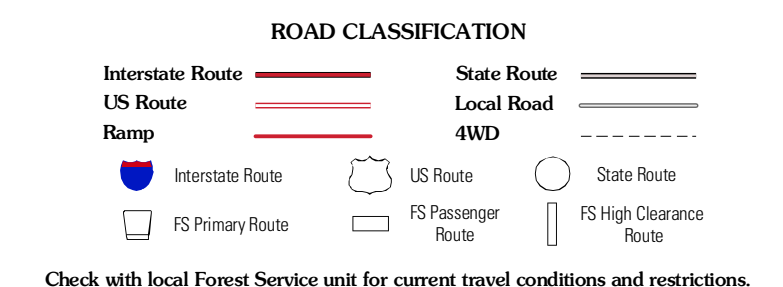 ROAD CLASSIFICATION
Interstate Route
State Route
US Route
Local Road
Ramp
4WD
Interstate Route
US Route
State Route
FS Primary Route
FS Passenger
Route
FS High Clearance
Route
Check with local Forest Service unit for current travel conditions and restrictions.